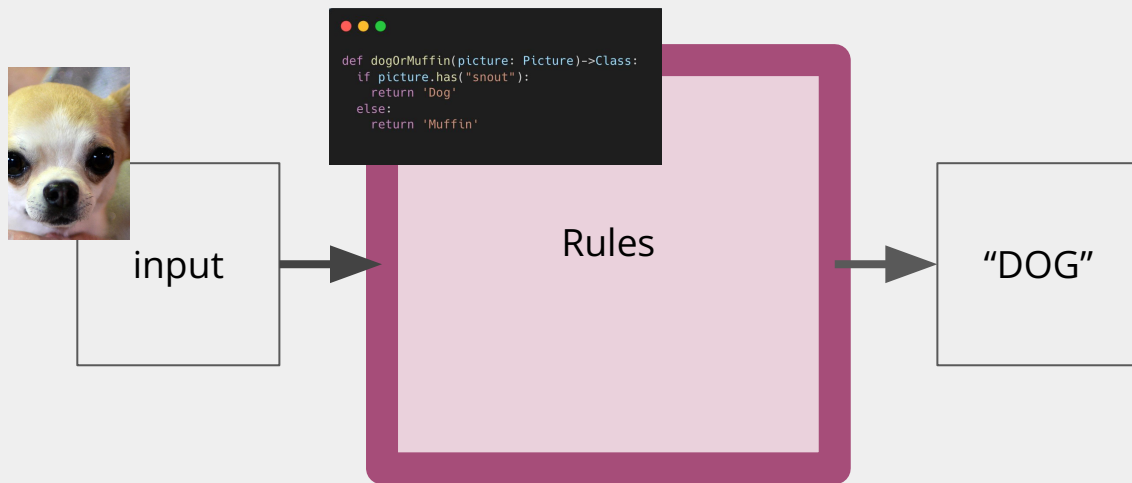 def dogOrMuffin(picture: Picture)->Class:
  if picture.has("snout"):
    return 'Dog'
  else:
    return 'Muffin'
Rules
input
“DOG”